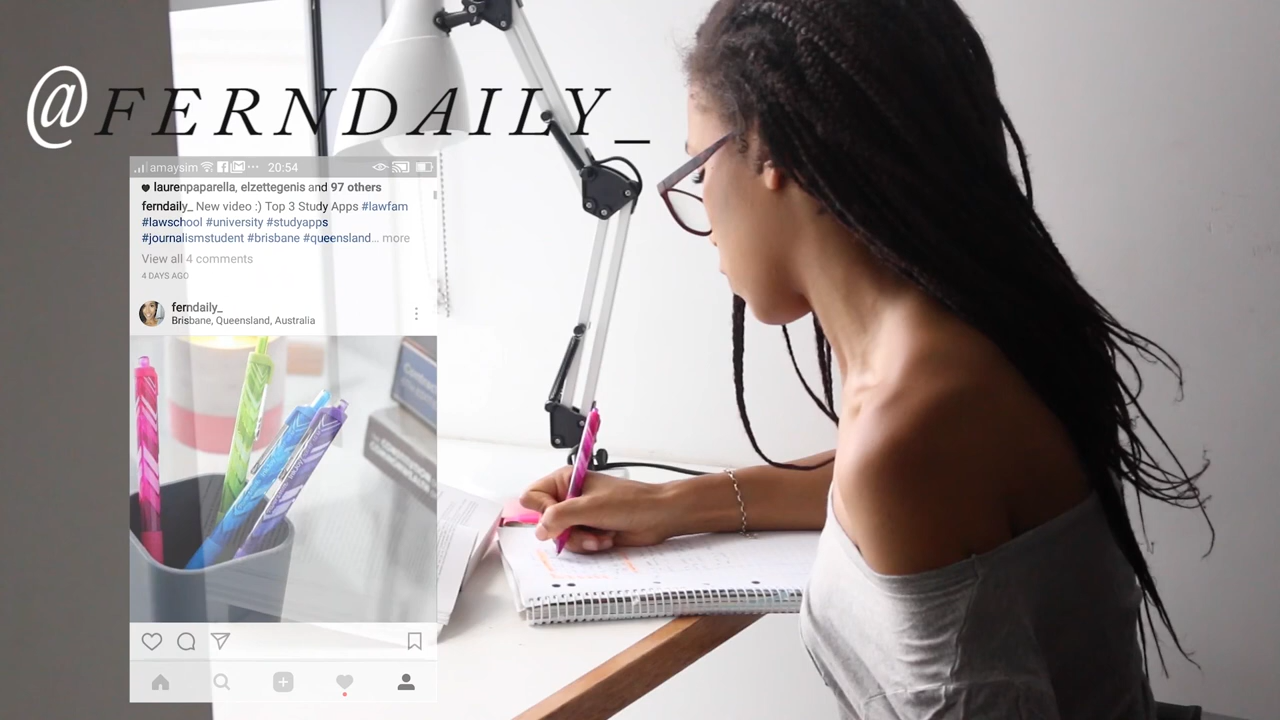 @FERNDAILY_
amaysim 20:54
laurenpaparella, elzettegenis and 97 others
ferndaily_ New video :) Top 3 Study Apps #lawfam
#lawschool #university #studyapps
#journalismstudent #brisbane #queensland... more
View all 4 comments
4 DAYS AGO
ferndaily_
Brisbane, Queensland, Australia